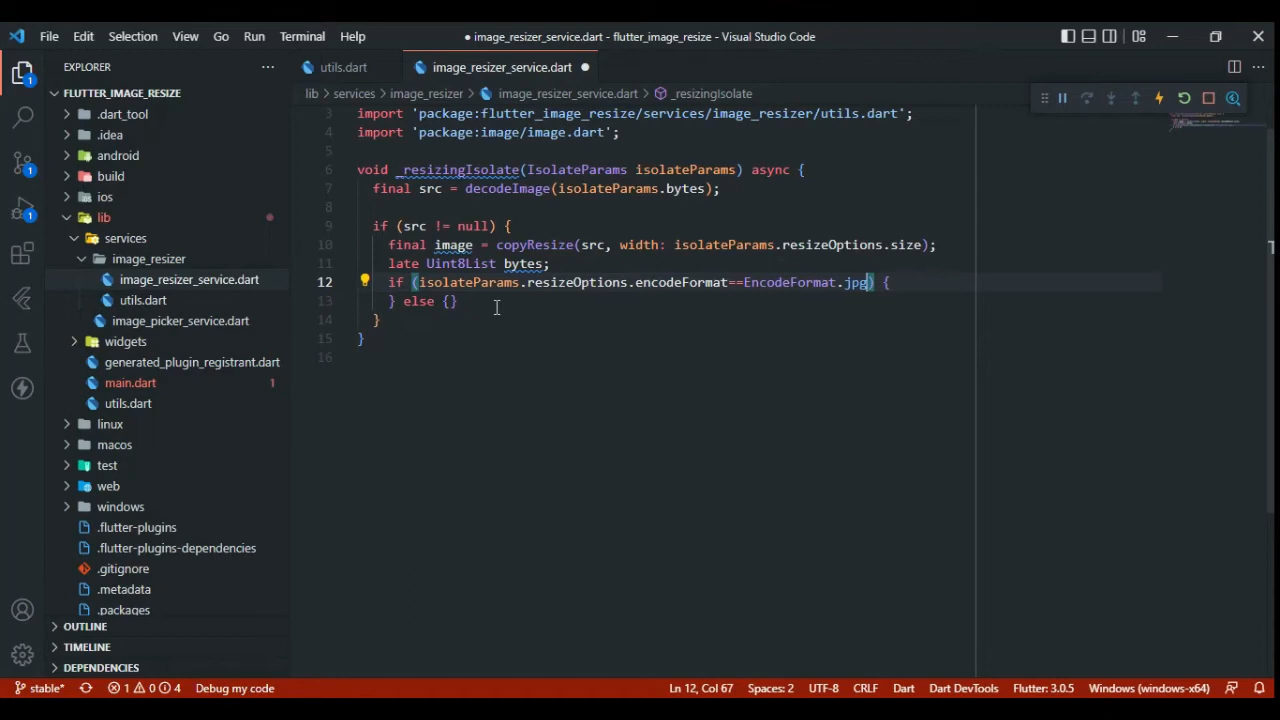 File Edit Selection View Go Run Terminal Help
● image_resizer_service.dart - flutter_image_resize - Visual Studio Code
EXPLORER
FLUTTER_IMAGE_RESIZE
.dart_tool
.idea
android
build
ios
lib
services
image_resizer
image_resizer_service.dart
utils.dart
image_picker_service.dart
widgets
generated_plugin_registrant.dart
main.dart 1
utils.dart
linux
macos
test
web
windows
.flutter-plugins
.flutter-plugins-dependencies
.gitignore
.metadata
.packages
OUTLINE
TIMELINE
DEPENDENCIES
1
1
1
utils.dart
image_resizer_service.dart ●
lib > services > image_resizer > image_resizer_service.dart > _resizingIsolate
3 import 'package:flutter_image_resize/services/image_resizer/utils.dart';
4 import 'package:image/image.dart';
5
6 void _resizingIsolate(IsolateParams isolateParams) async {
7 final src = decodeImage(isolateParams.bytes);
8
9 if (src != null) {
10 final image = copyResize(src, width: isolateParams.resizeOptions.size);
11 late Uint8List bytes;
12 if (isolateParams.resizeOptions.encodeFormat==EncodeFormat.jpg) {
13 } else {}
14 }
15 }
16
stable* 1 0 4 Debug my code
Ln 12, Col 67 Spaces: 2 UTF-8 CRLF Dart Dart DevTools Flutter: 3.0.5 Windows (windows-x64)